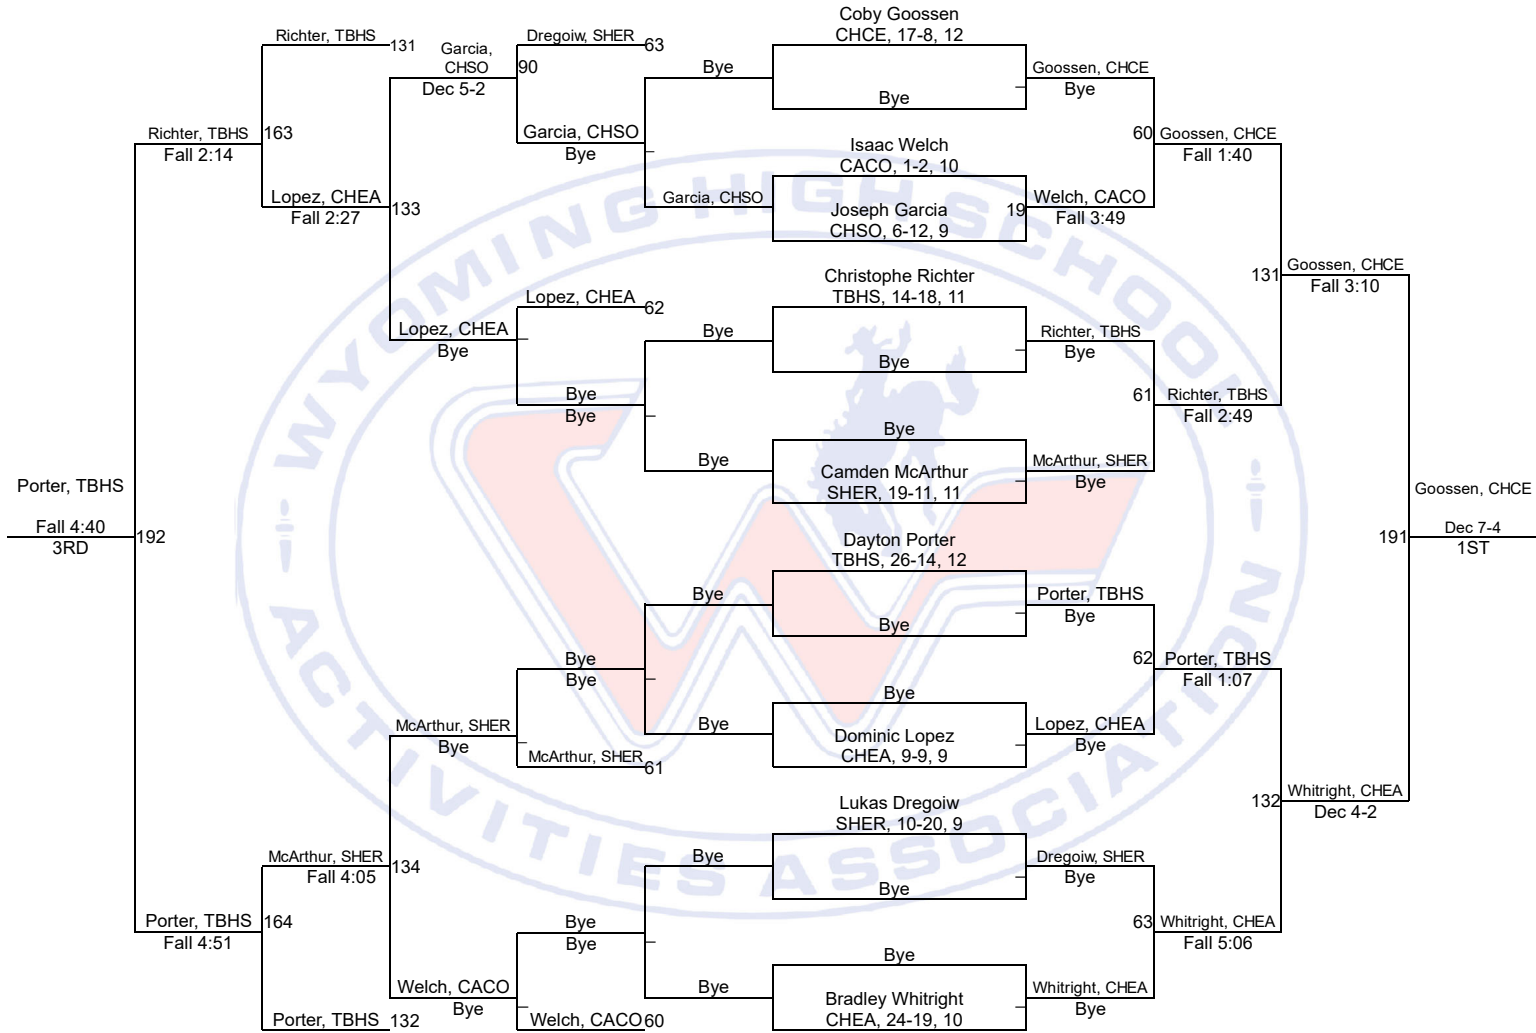 Coby Goossen
CHCE, 17-8, 12
Richter, TBHS
131
Garcia,
CHSO
90
Dec 5-2
Dregoiw, SHER
63
Bye
Bye
Goossen, CHCE
Bye
Richter, TBHS
163
Fall 2:14
Garcia, CHSO
Bye
Isaac Welch
CACO, 1-2, 10
60
Goossen, CHCE
Fall 1:40
Lopez, CHEA
133
Fall 2:27
Garcia, CHSO
Joseph Garcia
CHSO, 6-12, 9
19
Welch, CACO
Fall 3:49
WYOMING HIGH SCHOOL
Christophe Richter
TBHS, 14-18, 11
131
Goossen, CHCE
Fall 3:10
Lopez, CHEA
62
Lopez, CHEA
Bye
Bye
Bye
Richter, TBHS
Bye
Bye
Bye
61
Richter, TBHS
Fall 2:49
Bye
Bye
Camden McArthur
SHER, 19-11, 11
McArthur, SHER
Bye
Porter, TBHS
Fall 4:40
192
3RD
Goossen, CHCE
191
Dec 7-4
1ST
Dayton Porter
TBHS, 26-14, 12
Bye
Bye
Porter, TBHS
Bye
Bye
Bye
62
Porter, TBHS
Fall 1:07
Bye
McArthur, SHER
Bye
McArthur, SHER
61
Bye
Dominic Lopez
CHEA, 9-9, 9
Lopez, CHEA
Bye
132
Whitright, CHEA
Dec 4-2
Lukas Dregoiw
SHER, 10-20, 9
McArthur, SHER
134
Fall 4:05
Bye
Bye
Dregoiw, SHER
Bye
ACTIVITIES ASSOCIATION
Porter, TBHS
164
Fall 4:51
Bye
Bye
63
Whitright, CHEA
Fall 5:06
Bye
Welch, CACO
Bye
Porter, TBHS
132
Welch, CACO
60
Bye
Bradley Whitright
CHEA, 24-19, 10
Whitright, CHEA
Bye